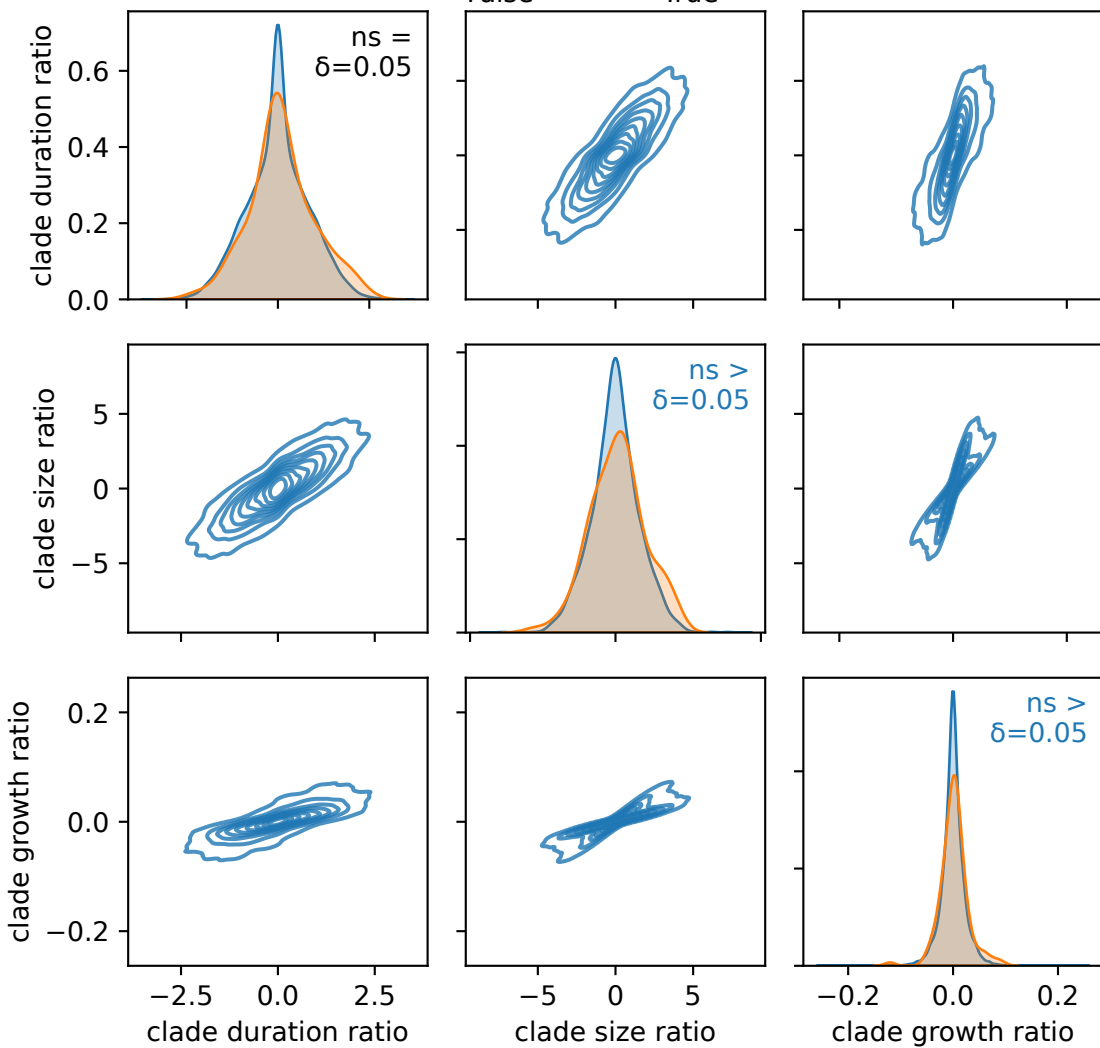 clade duration ratio
0.6
0.4
0.2
0.0
ns =
δ=0.05
clade size ratio
5
0
−5
ns >
δ=0.05
clade growth ratio
0.2
0.0
−0.2
ns >
δ=0.05
−2.5 0.0 2.5
−5 0 5
−0.2 0.0 0.2
clade duration ratio
clade size ratio
clade growth ratio